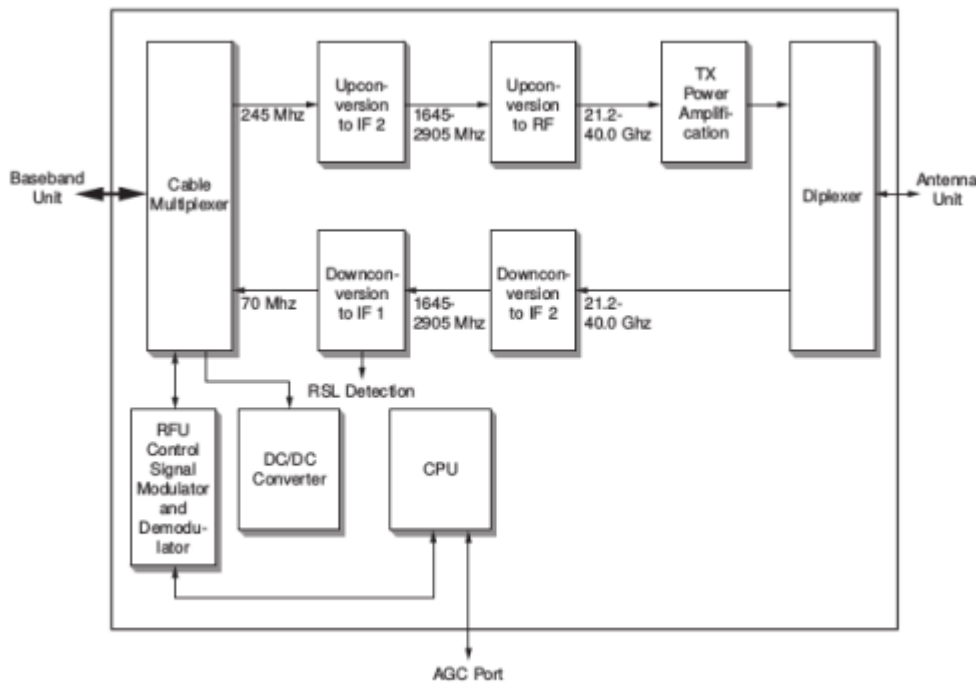 Baseband
Unit
Cable
Multiplexer
245 Mhz
Upcon-
version
to IF 2
1645-
2905 Mhz
Upcon-
version
to RF
21.2-
40.0 Ghz
TX
Power
Amplifi-
cation
Diplexer
Antenna
Unit
70 Mhz
Downcon-
version
to IF 1
1645-
2905 Mhz
Downcon-
version
to IF 2
21.2-
40.0 Ghz
RSL Detection
RFU
Control
Signal
Modulator
and
Demodu-
lator
DC/DC
Converter
CPU
AGC Port